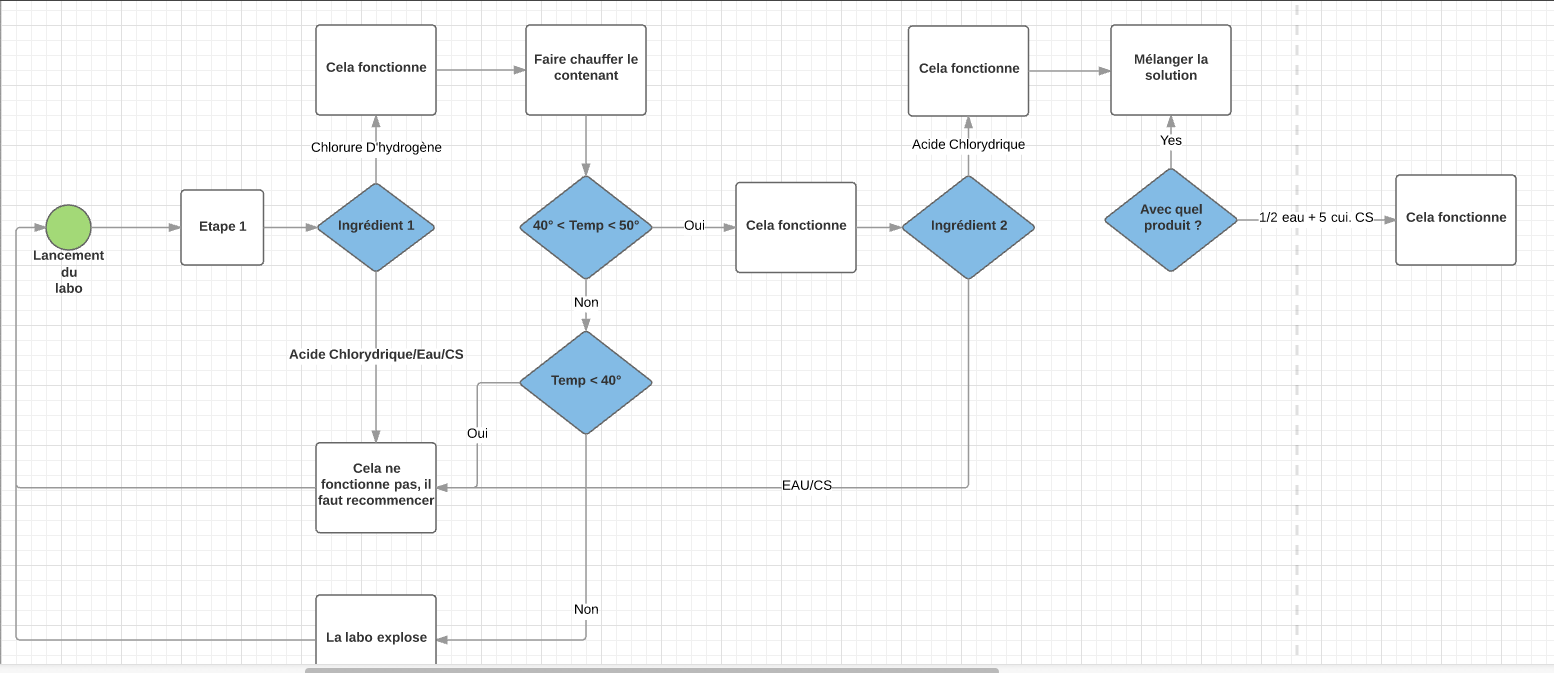 Cela fonctionne
Faire chauffer le
contenant
Cela fonctionne
Mélanger la
solution
Chlorure D'hydrogène
Acide Chlorydrique
Yes
Lancement
du
labo
Etape 1
Ingrédient 1
40° < Temp < 50°
Oui
Cela fonctionne
Ingrédient 2
Avec quel
produit ?
1/2 eau + 5 cui. CS
Cela fonctionne
Non
Acide Chlorydrique/Eau/CS
Temp < 40°
Oui
Cela ne
fonctionne pas, il
faut recommencer
EAU/CS
Non
La labo explose